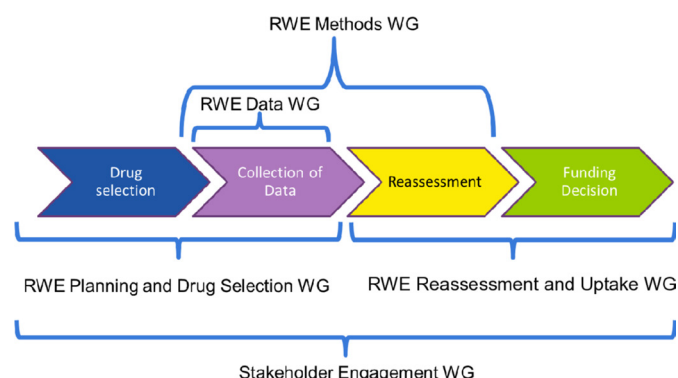 RWE Methods WG
RWE Data WG
Drug
selection
Collection of
Data
Reassessment
Funding
Decision
RWE Planning and Drug Selection WG
RWE Reassessment and Uptake WG
Stakeholder Engagement WG